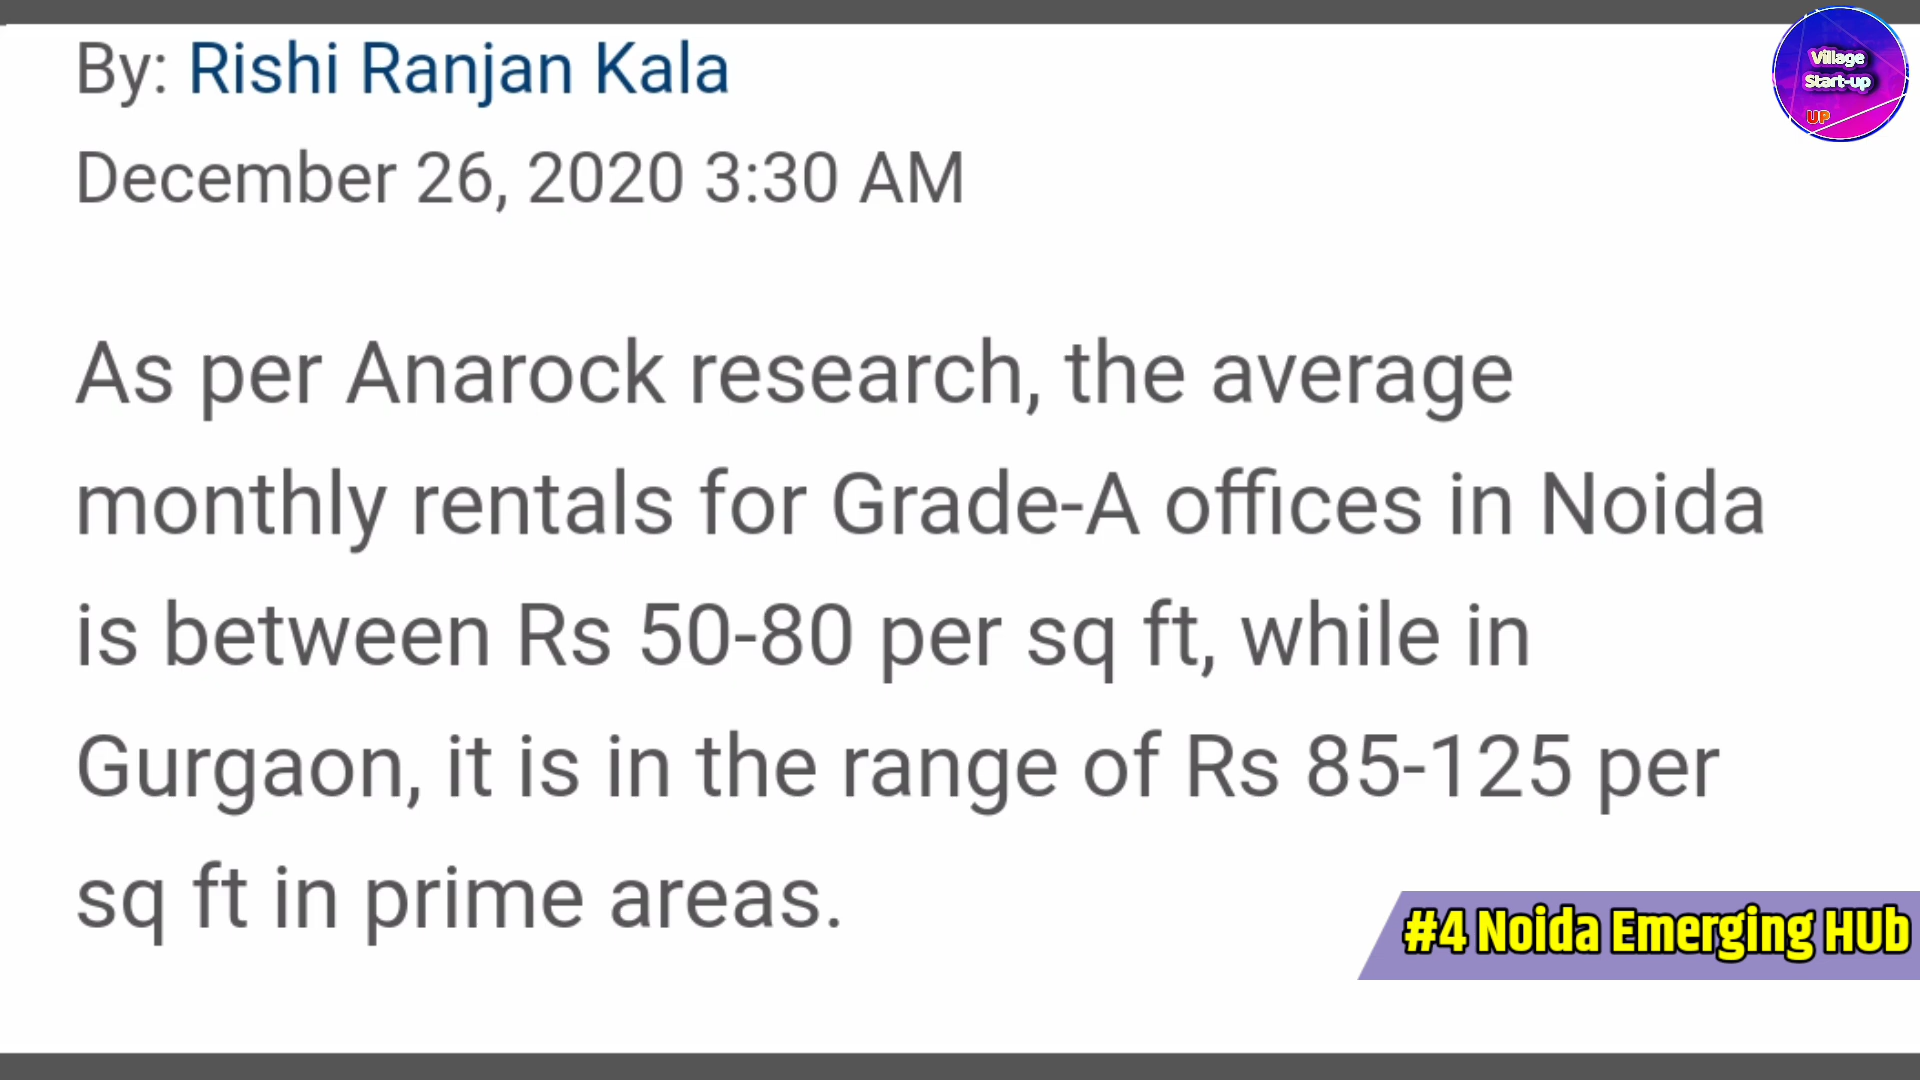 By: Rishi Ranjan Kala
December 26, 2020 3:30 AM
Village
Start-up
UP
As per Anarock research, the average
monthly rentals for Grade-A offices in Noida
is between Rs 50-80 per sq ft, while in
Gurgaon, it is in the range of Rs 85-125 per
sq ft in prime areas.
#4 Noida Emerging HUb